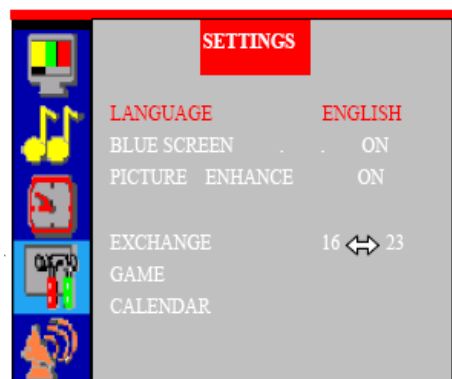 SETTINGS
LANGUAGE ENGLISH
BLUE SCREEN . . ON
PICTURE ENHANCE ON
EXCHANGE 16 ⇔ 23
GAME
CALENDAR